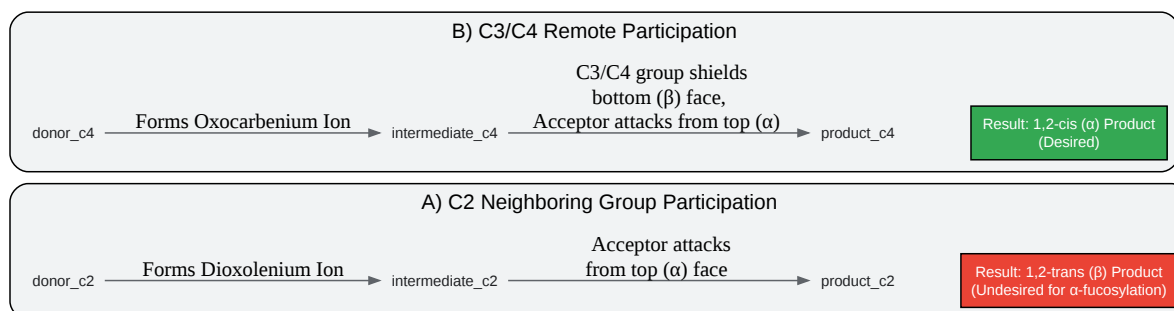 B) C3/C4 Remote Participation
C3/C4 group shields
bottom (β) face,
Acceptor attacks from top (α)
donor_c4
Forms Oxocarbenium Ion
intermediate_c4
product_c4
Result: 1,2-cis (α) Product
(Desired)
A) C2 Neighboring Group Participation
Acceptor attacks
from top (α) face
donor_c2
Forms Dioxolenium Ion
intermediate_c2
product_c2
Result: 1,2-trans (β) Product
(Undesired for α-fucosylation)